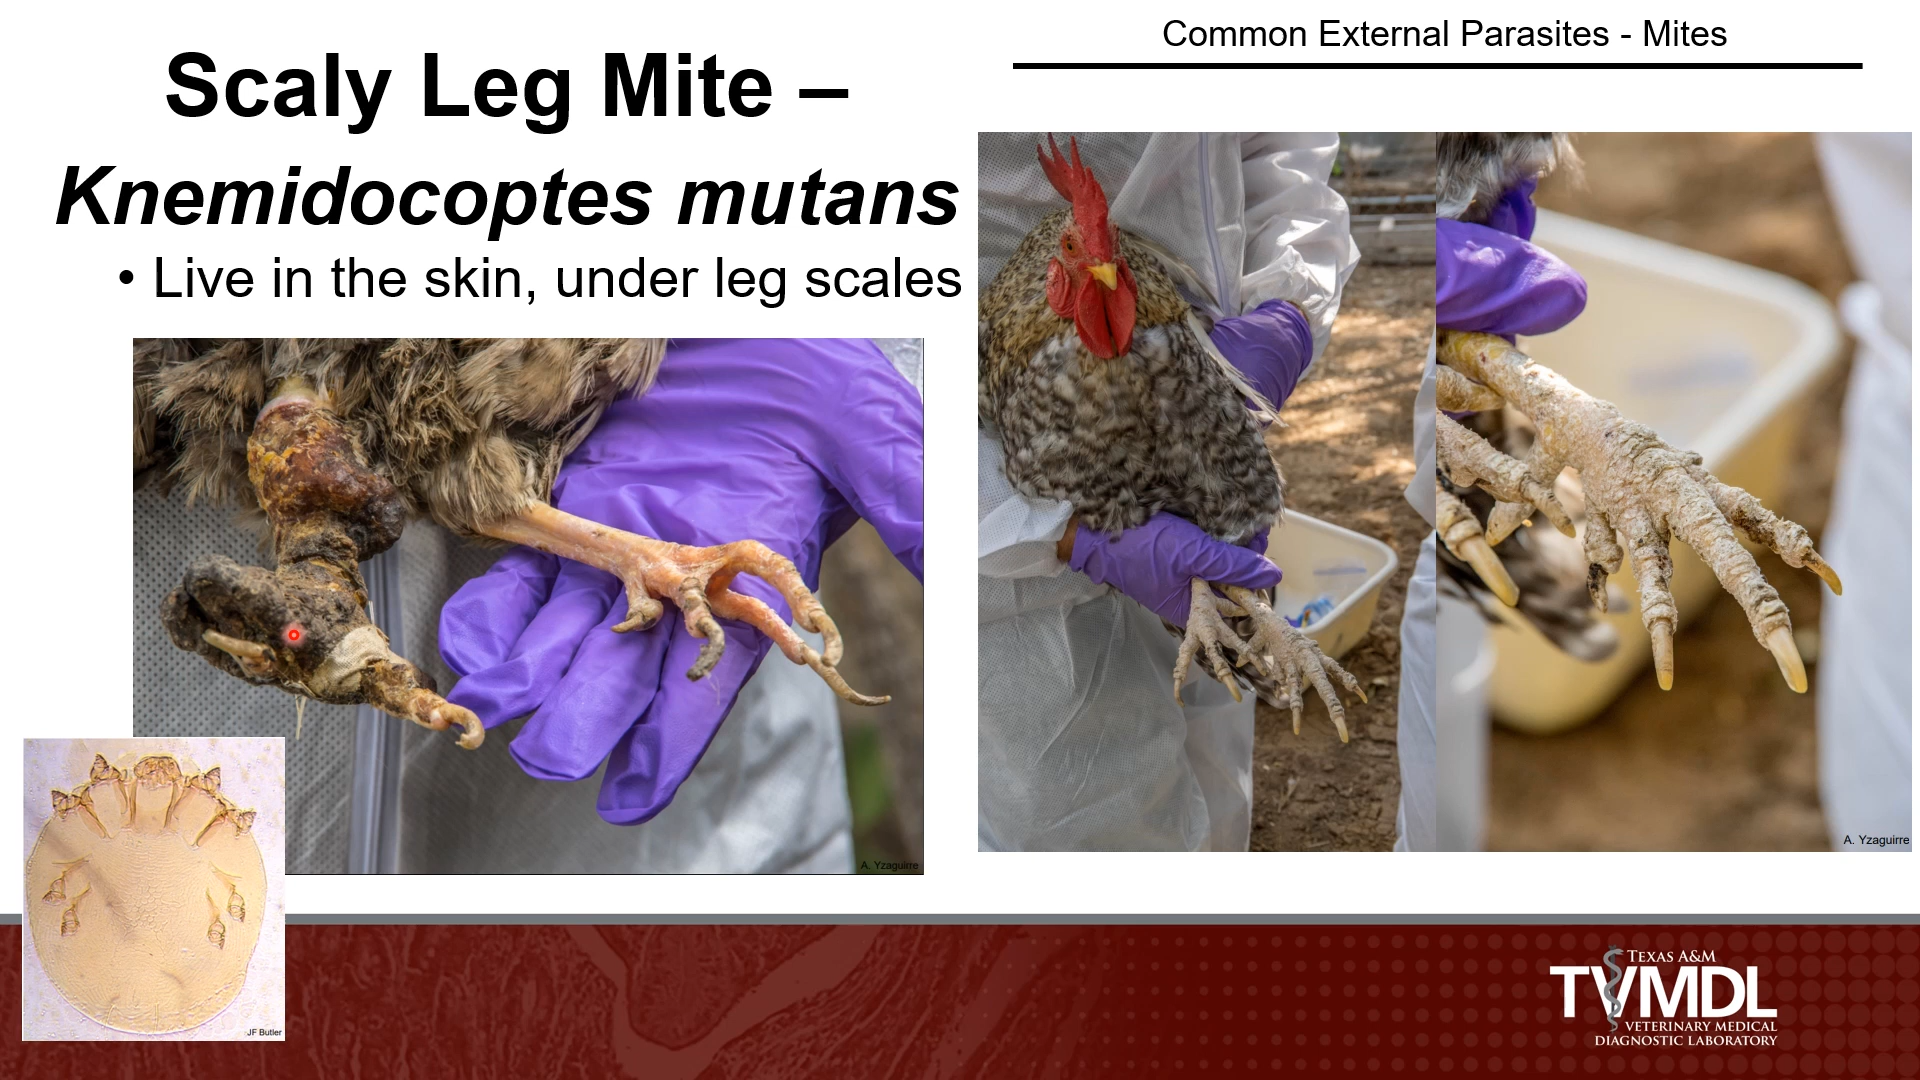 Common External Parasites - Mites
Scaly Leg Mite –
Knemidocoptes mutans
• Live in the skin, under leg scales
A. Yzaguirre
A. Yzaguirre
JF Butler
TEXAS A&M
TVMDL
VETERINARY MEDICAL
DIAGNOSTIC LABORATORY